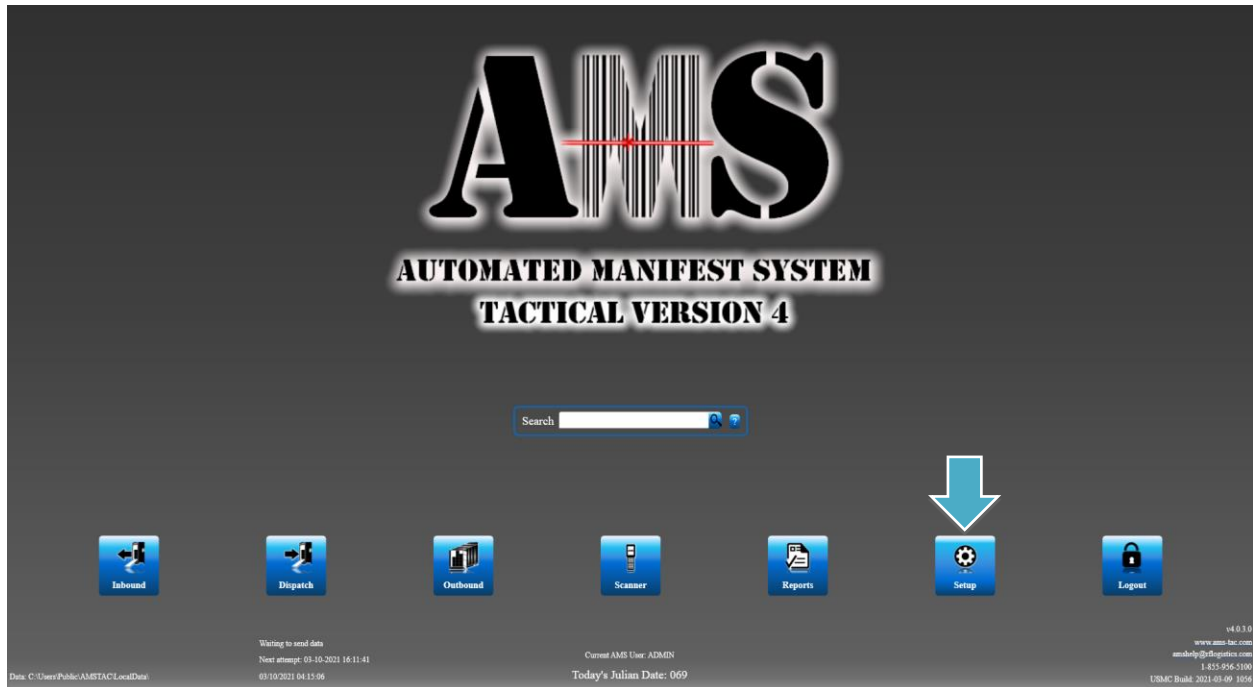 AMS
AUTOMATED MANIFEST SYSTEM
TACTICAL VERSION 4
Search
?
Inbound
Dispatch
Outbound
Scanner
Reports
Setup
Logout
Data: C:\Users\Public\AMSTAC\LocalData\
Waiting to send data
Next attempt: 03-10-2021 16:11:41
03/10/2021 04:15:06
Current AMS User: ADMIN
Today's Julian Date: 069
v4.0.3.0
www.ams-tac.com
amshelp@rflogistics.com
1-855-956-5100
USMC Build: 2021-03-09 1056